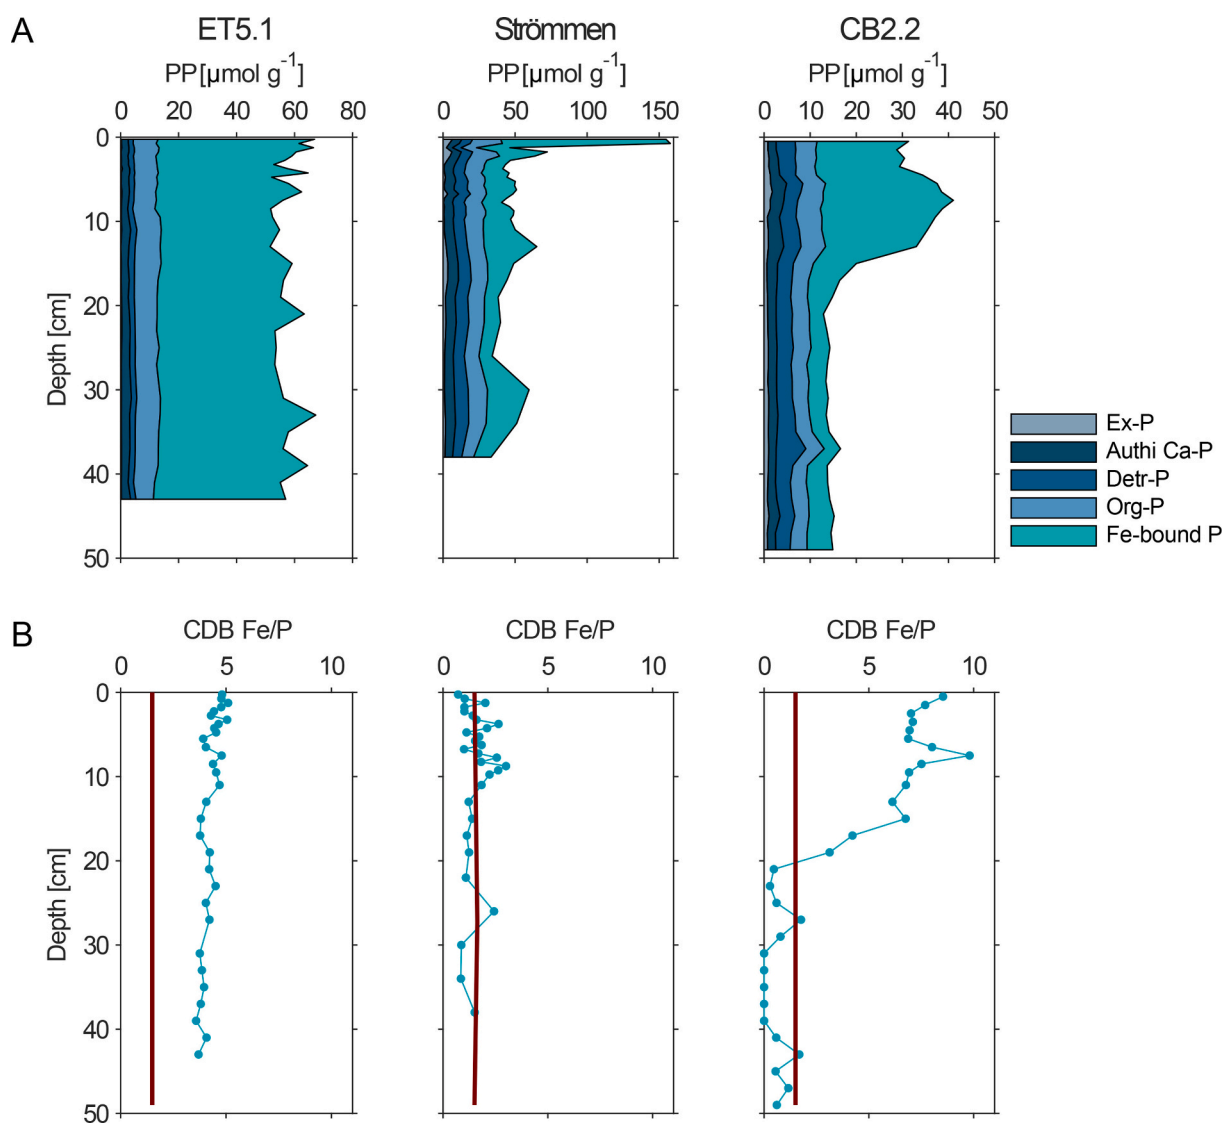 A
ET5.1 Strömmen CB2.2
PP[µmol g⁻¹] PP[µmol g⁻¹] PP[µmol g⁻¹]
0 20 40 60 80 0 50 100 150 0 10 20 30 40 50
0
10
20
30
40
50
Depth [cm]
Ex-P
Authi Ca-P
Detr-P
Org-P
Fe-bound P
B
CDB Fe/P CDB Fe/P CDB Fe/P
0 5 10 0 5 10 0 5 10
0
10
20
30
40
50
Depth [cm]